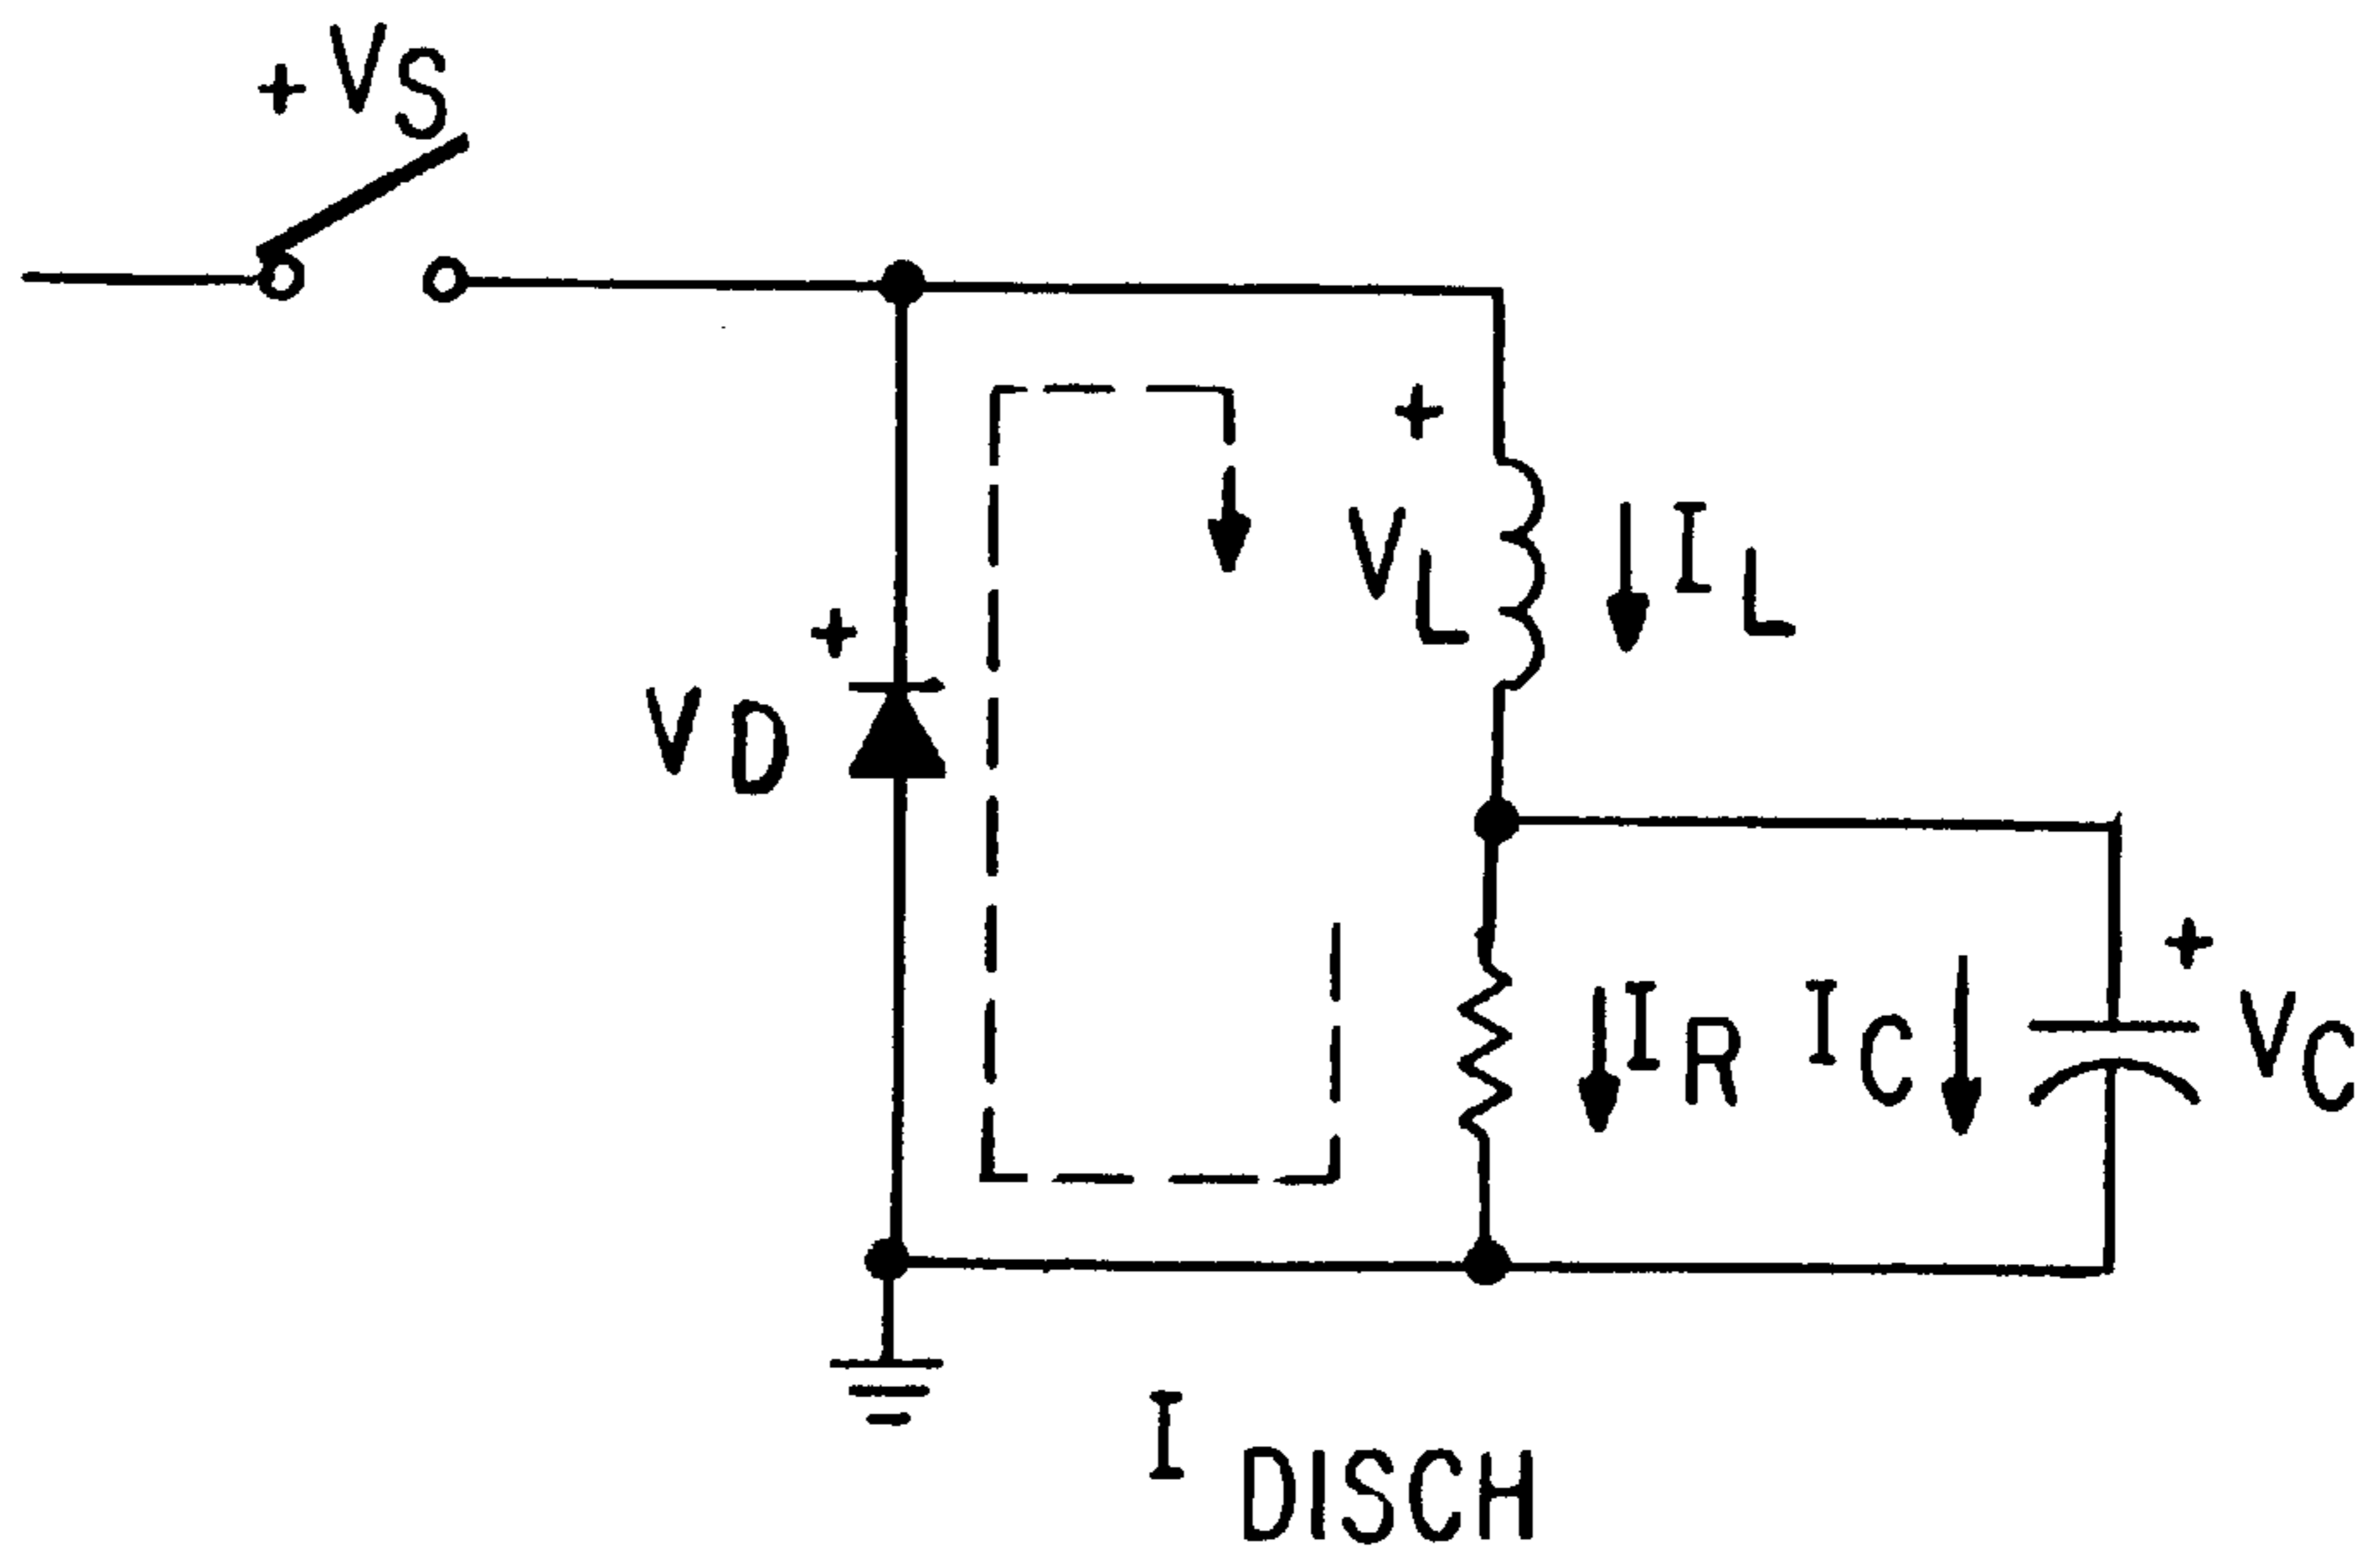 + VS
+
VL
IL
+
VD
IR
IC
+
VC
I DISCH